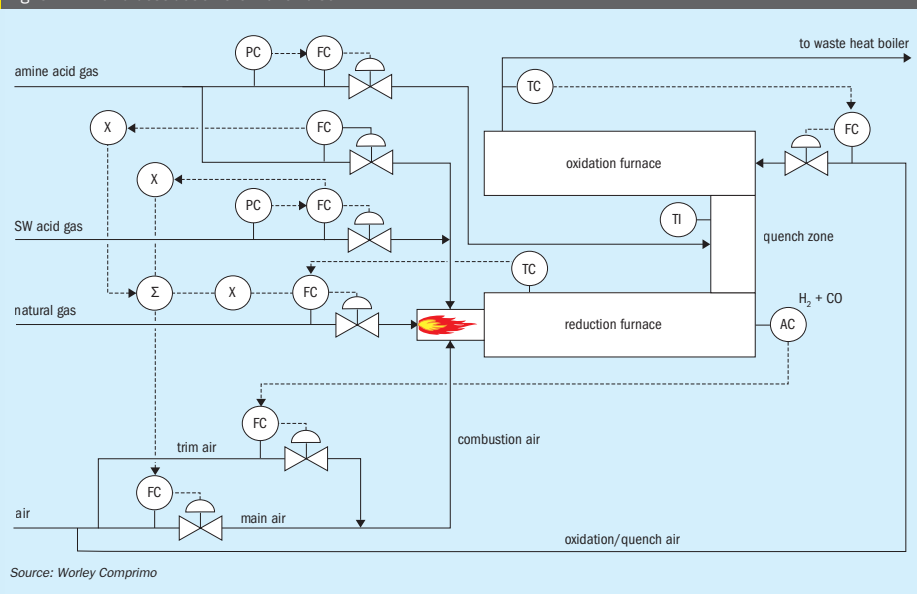 amine acid gas
PC
FC
to waste heat boiler
TC
X
FC
FC
oxidation furnace
X
SW acid gas
PC
FC
TI
quench zone
TC
Σ
X
FC
H₂ + CO
natural gas
reduction furnace
AC
FC
combustion air
trim air
FC
air
main air
oxidation/quench air
Source: Worley Comprimo